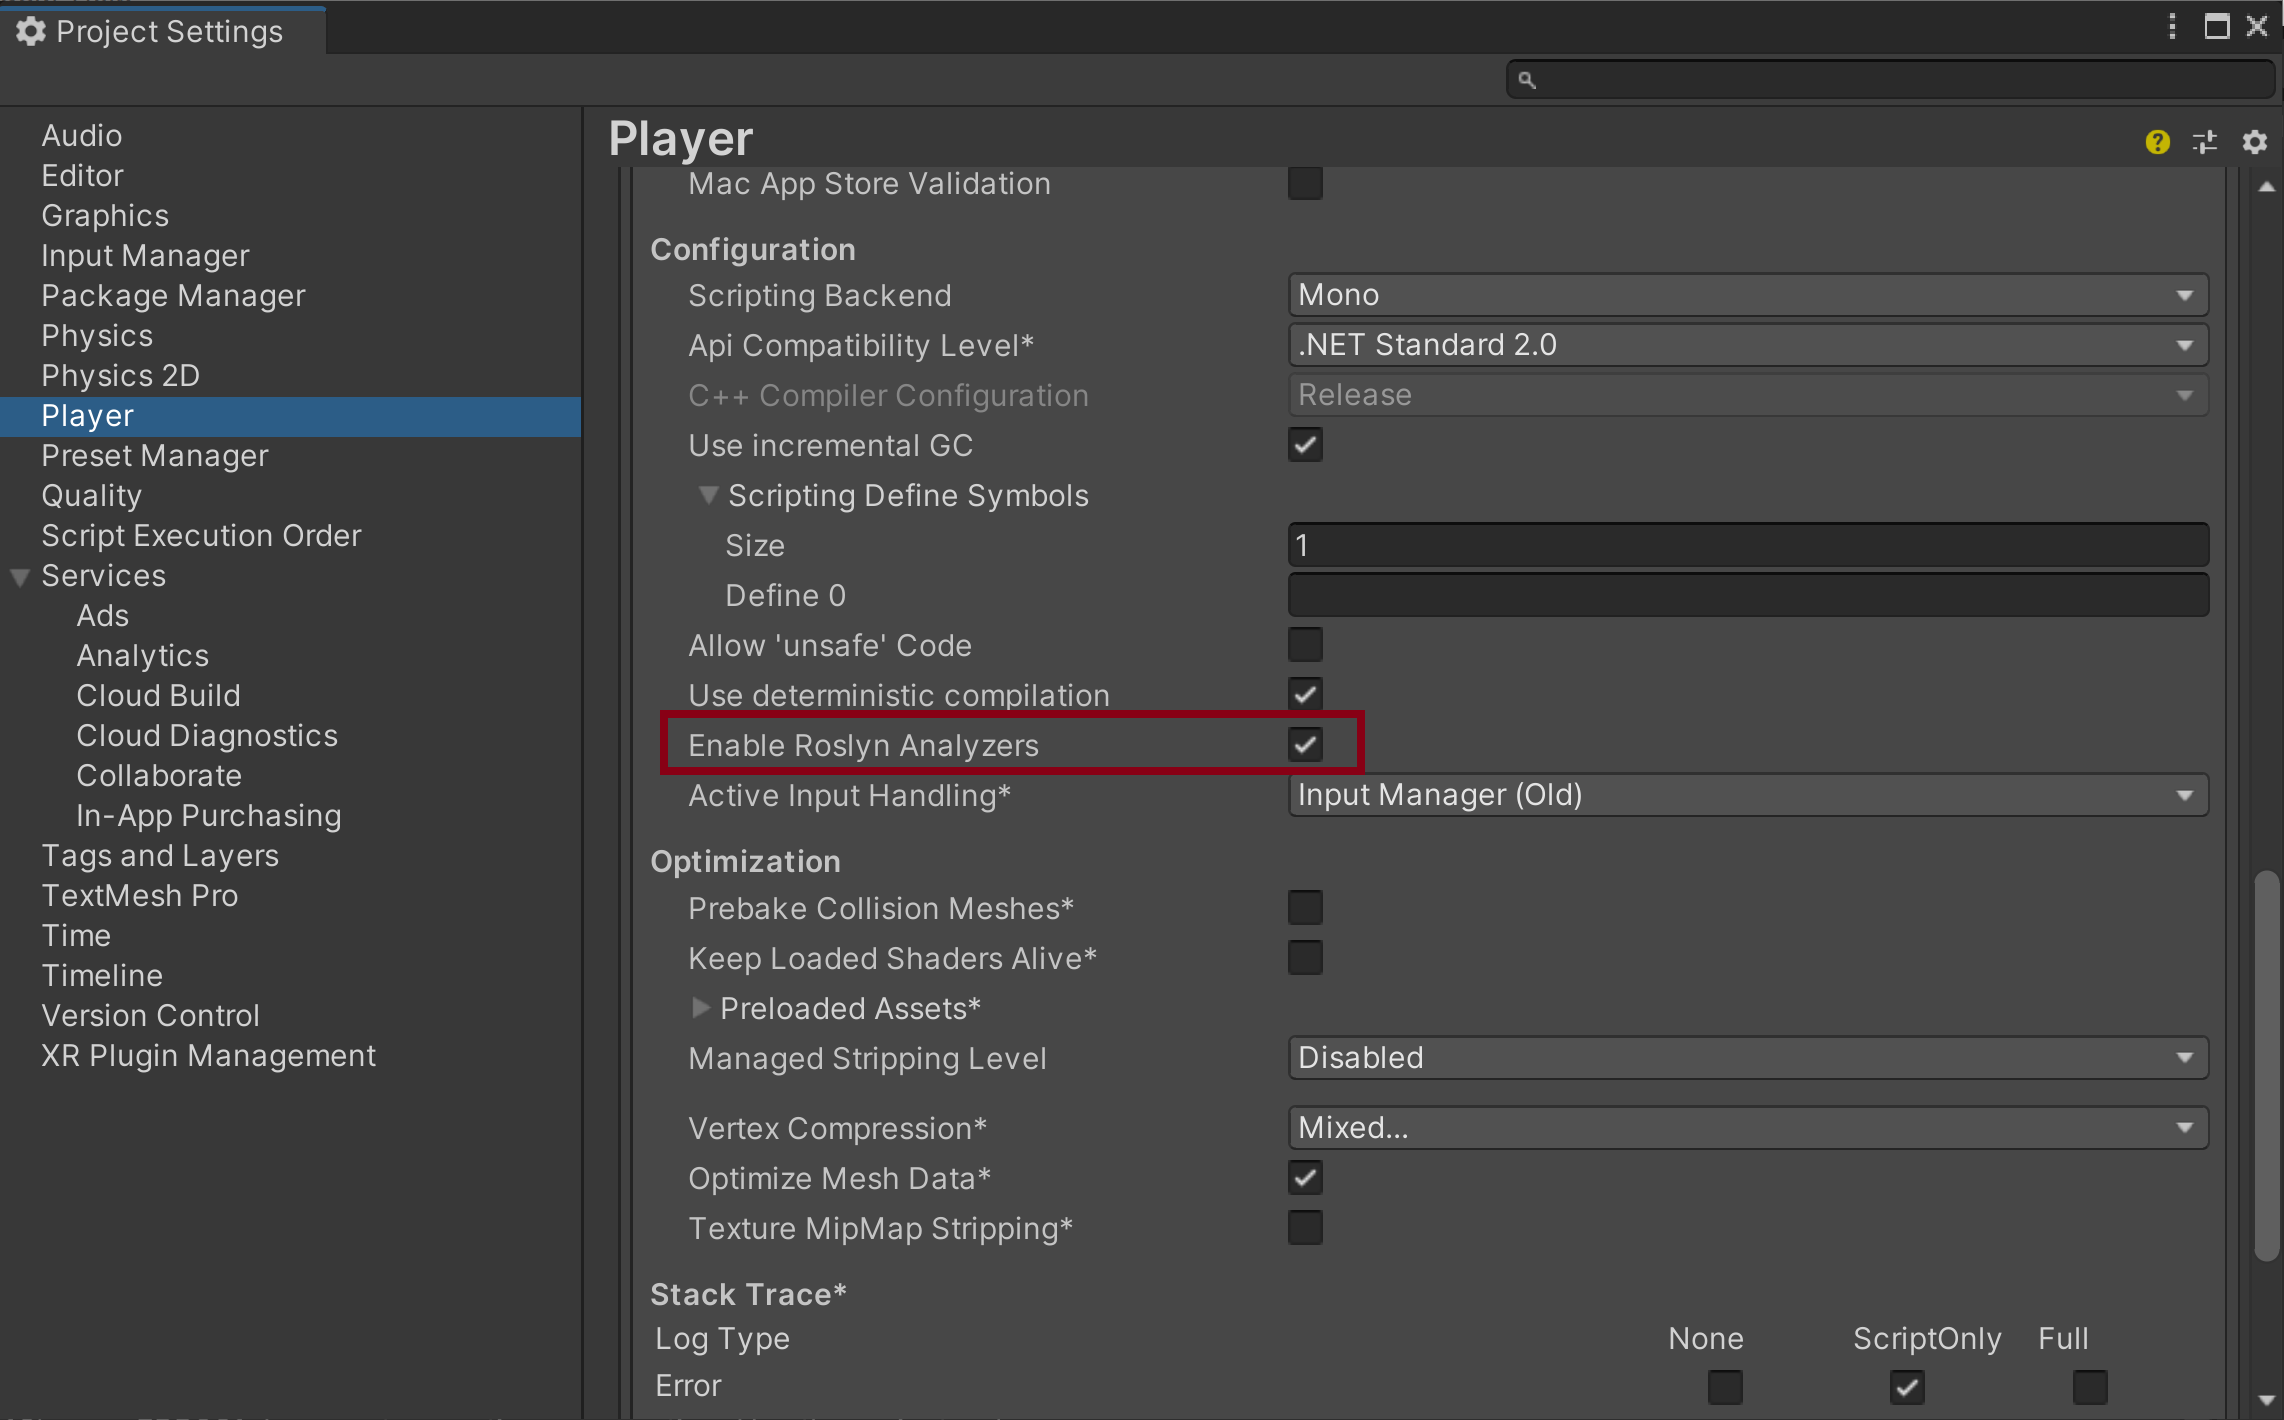 Project Settings
Audio
Editor
Graphics
Input Manager
Package Manager
Physics
Physics 2D
Player
Preset Manager
Quality
Script Execution Order
Services
Ads
Analytics
Cloud Build
Cloud Diagnostics
Collaborate
In-App Purchasing
Tags and Layers
TextMesh Pro
Time
Timeline
Version Control
XR Plugin Management
Player
Mac App Store Validation
Configuration
Scripting Backend Mono
Api Compatibility Level* .NET Standard 2.0
C++ Compiler Configuration Release
Use incremental GC
Scripting Define Symbols
Size 1
Define 0
Allow 'unsafe' Code
Use deterministic compilation
Enable Roslyn Analyzers
Active Input Handling* Input Manager (Old)
Optimization
Prebake Collision Meshes*
Keep Loaded Shaders Alive*
Preloaded Assets*
Managed Stripping Level Disabled
Vertex Compression* Mixed...
Optimize Mesh Data*
Texture MipMap Stripping*
Stack Trace*
Log Type None ScriptOnly Full
Error